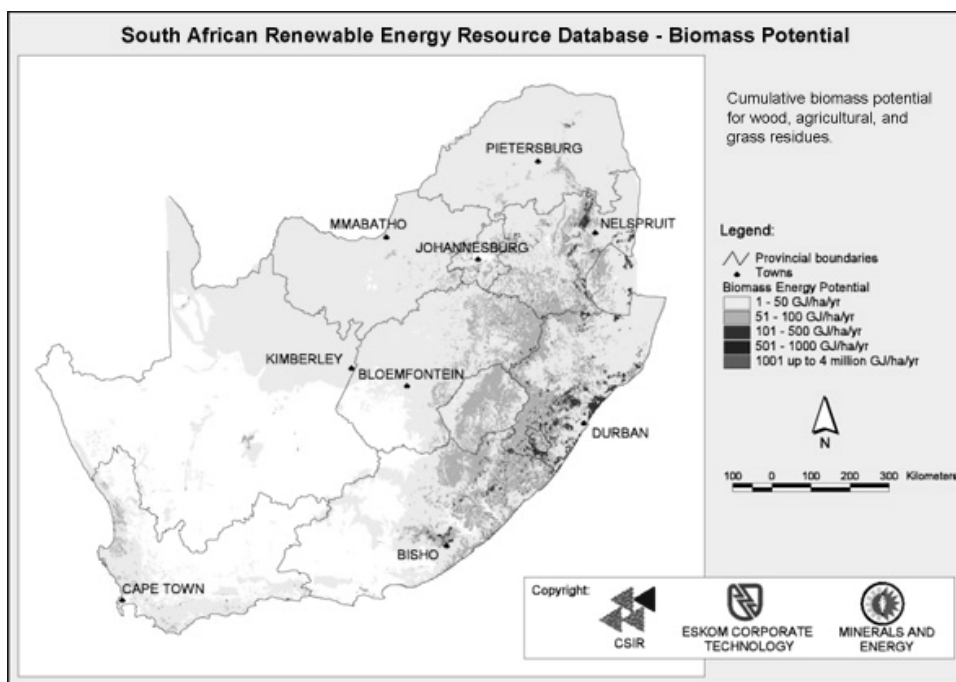 South African Renewable Energy Resource Database - Biomass Potential
Cumulative biomass potential
for wood, agricultural, and
grass residues.
PIETERSBURG
MMABATHO
NELSPRUIT
JOHANNESBURG
KIMBERLEY
BLOEMFONTEIN
DURBAN
BISHO
CAPE TOWN
Legend:
Provincial boundaries
Towns
Biomass Energy Potential
1 - 50 GJ/ha/yr
51 - 100 GJ/ha/yr
101 - 500 GJ/ha/yr
501 - 1000 GJ/ha/yr
1001 up to 4 million GJ/ha/yr
N
100 0 100 200 300 Kilometers
Copyright:
CSIR
ESKOM CORPORATE
TECHNOLOGY
MINERALS AND
ENERGY